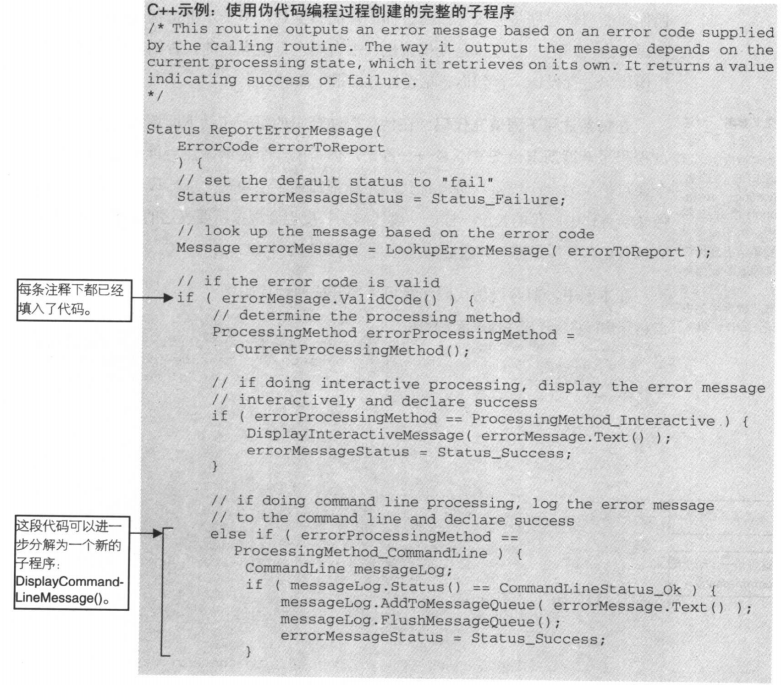 C++示例：使用伪代码编程过程创建的完整的子程序
/* This routine outputs an error message based on an error code supplied
by the calling routine. The way it outputs the message depends on the
current processing state, which it retrieves on its own. It returns a value
indicating success or failure.
*/
Status ReportErrorMessage(
ErrorCode errorToReport
) {
// set the default status to "fail"
Status errorMessageStatus = Status_Failure;
// look up the message based on the error code
Message errorMessage = LookupErrorMessage( errorToReport );
// if the error code is valid
每条注释下都已经
填入了代码。
if ( errorMessage.ValidCode() ) {
// determine the processing method
ProcessingMethod errorProcessingMethod =
CurrentProcessingMethod();
// if doing interactive processing, display the error message
// interactively and declare success
if ( errorProcessingMethod == ProcessingMethod_Interactive ) {
DisplayInteractiveMessage( errorMessage.Text() );
errorMessageStatus = Status_Success;
}
// if doing command line processing, log the error message
// to the command line and declare success
这段代码可以进一
步分解为一个新的
子程序：
DisplayCommand-
LineMessage()。
else if ( errorProcessingMethod ==
ProcessingMethod_CommandLine ) {
CommandLine messageLog;
if ( messageLog.Status() == CommandLineStatus_Ok ) {
messageLog.AddToMessageQueue( errorMessage.Text() );
messageLog.FlushMessageQueue();
errorMessageStatus = Status_Success;
}